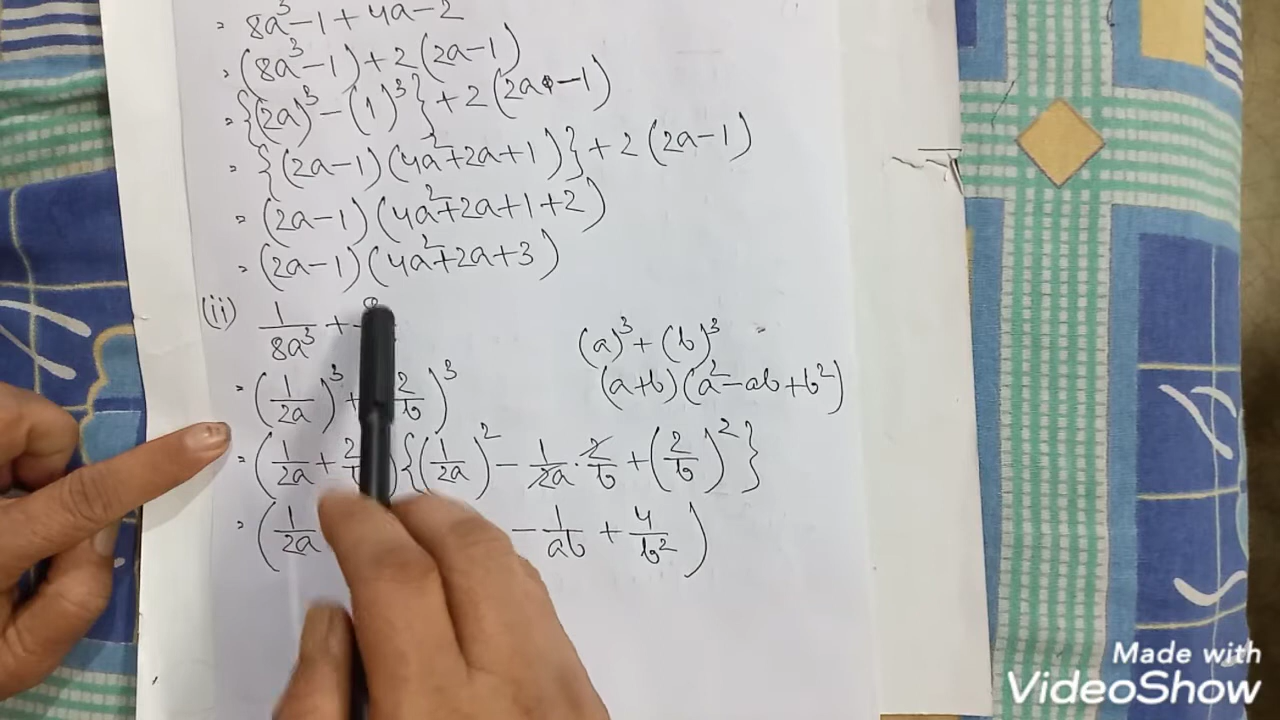 = 8a³ – 1 + 4a – 2
= (8a³ – 1) + 2 (2a – 1)
= {(2a)³ – (1)³} + 2 (2a – 1)
= {(2a – 1) (4a² + 2a + 1)} + 2 (2a – 1)
= (2a – 1) (4a² + 2a + 1 + 2)
= (2a – 1) (4a² + 2a + 3)
(ii) 1/8a³ +
(a)³ + (b)³
= (1/2a)³ + 2/b)³
(a+b) (a² – ab + b²)
= (1/2a + 2 ) {(1/2a)² – 1/2a · 2/b + (2/b)²}
= (1/2a – 1/ab + 4/b²)
Made with
VideoShow